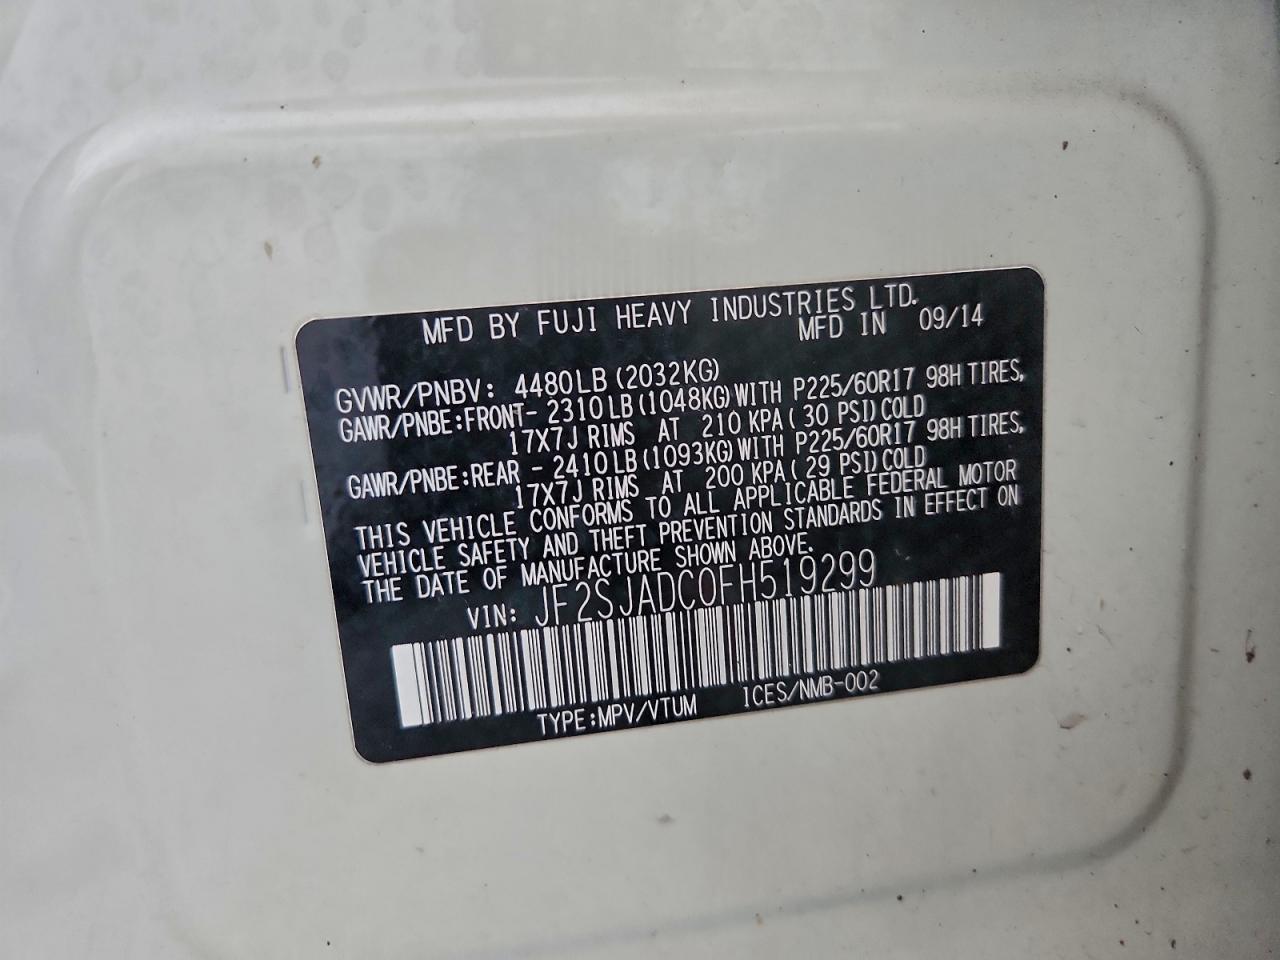 MFD BY FUJI HEAVY INDUSTRIES LTD.
MFD IN 09/14
GVWR/PNBV: 4480LB(2032KG)
GAWR/PNBE:FRONT- 2310LB(1048KG)WITH P225/60R17 98H TIRES,
17X7J RIMS AT 210 KPA(30 PSI)COLD
GAWR/PNBE:REAR - 2410LB(1093KG)WITH P225/60R17 98H TIRES,
17X7J RIMS AT 200 KPA(29 PSI)COLD
THIS VEHICLE CONFORMS TO ALL APPLICABLE FEDERAL MOTOR
VEHICLE SAFETY AND THEFT PREVENTION STANDARDS IN EFFECT ON
THE DATE OF MANUFACTURE SHOWN ABOVE.
VIN: JF2SJADC0FH519299
TYPE:MPV/VTUM ICES/NMB-002